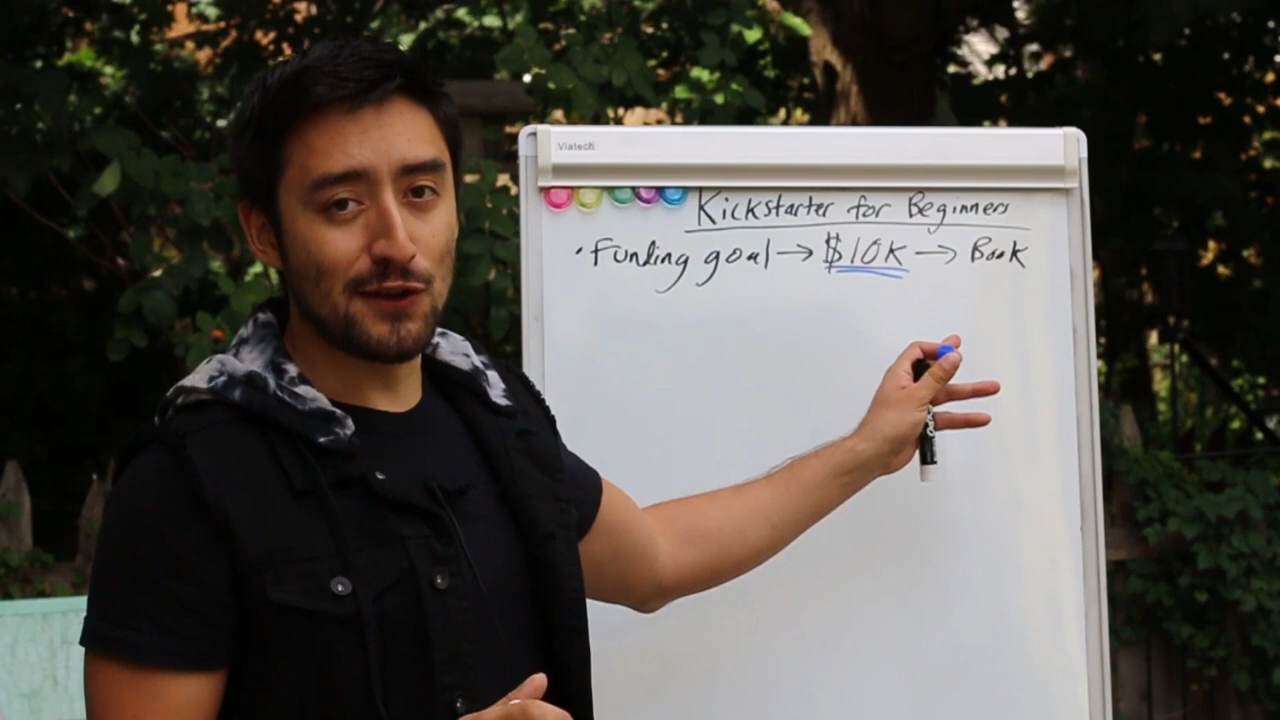 Viatech
Kickstarter for Beginners
• Funding goal → $10K → Book